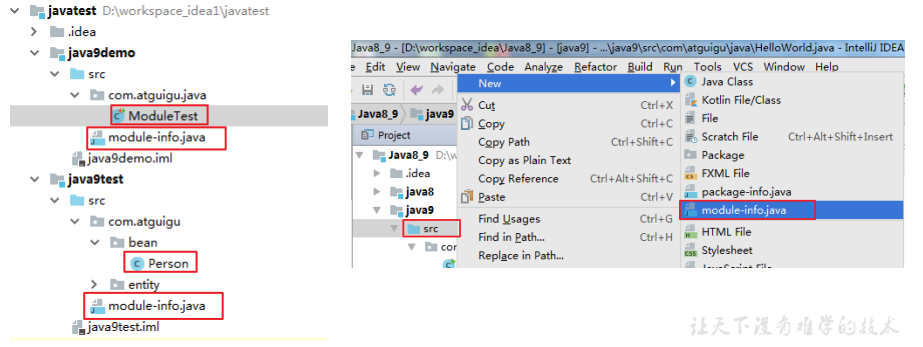 javatest D:\workspace_idea1\javatest
.idea
java9demo
src
com.atguigu.java
ModuleTest
module-info.java
java9demo.iml
java9test
src
com.atguigu
bean
Person
entity
module-info.java
java9test.iml
Java8_9 - [D:\workspace_idea\Java8_9] - [java9] - ...\java9\src\com\atguigu\java\HelloWorld.java - IntelliJ IDEA
Edit View Navigate Code Analyze Refactor Build Run Tools VCS Window Help
Java8_9 java9
Project
Java8_9 D:\w
.idea
java8
java9
src
com
New
Cut Ctrl+X
Copy Ctrl+C
Copy Path Ctrl+Shift+C
Copy as Plain Text
Copy Reference Ctrl+Alt+Shift+C
Paste Ctrl+V
Find Usages Ctrl+G
Find in Path... Ctrl+H
Replace in Path...
Java Class
Kotlin File/Class
File
Scratch File Ctrl+Alt+Shift+Insert
Package
FXML File
package-info.java
module-info.java
HTML File
Stylesheet
JavaScript File
让天下没有难学的技术